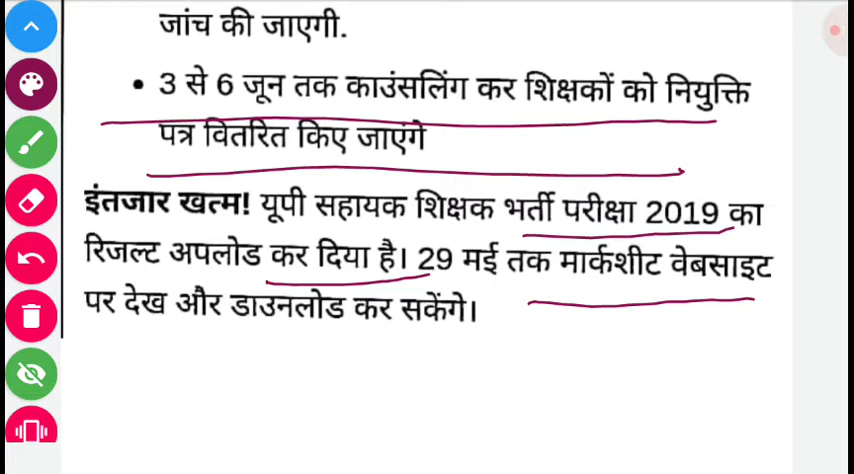 जांच की जाएगी.
• 3 से 6 जून तक काउंसलिंग कर शिक्षकों को नियुक्ति
पत्र वितरित किए जाएंगे
इंतजार खत्म! यूपी सहायक शिक्षक भर्ती परीक्षा 2019 का
रिजल्ट अपलोड कर दिया है। 29 मई तक मार्कशीट वेबसाइट
पर देख और डाउनलोड कर सकेंगे।